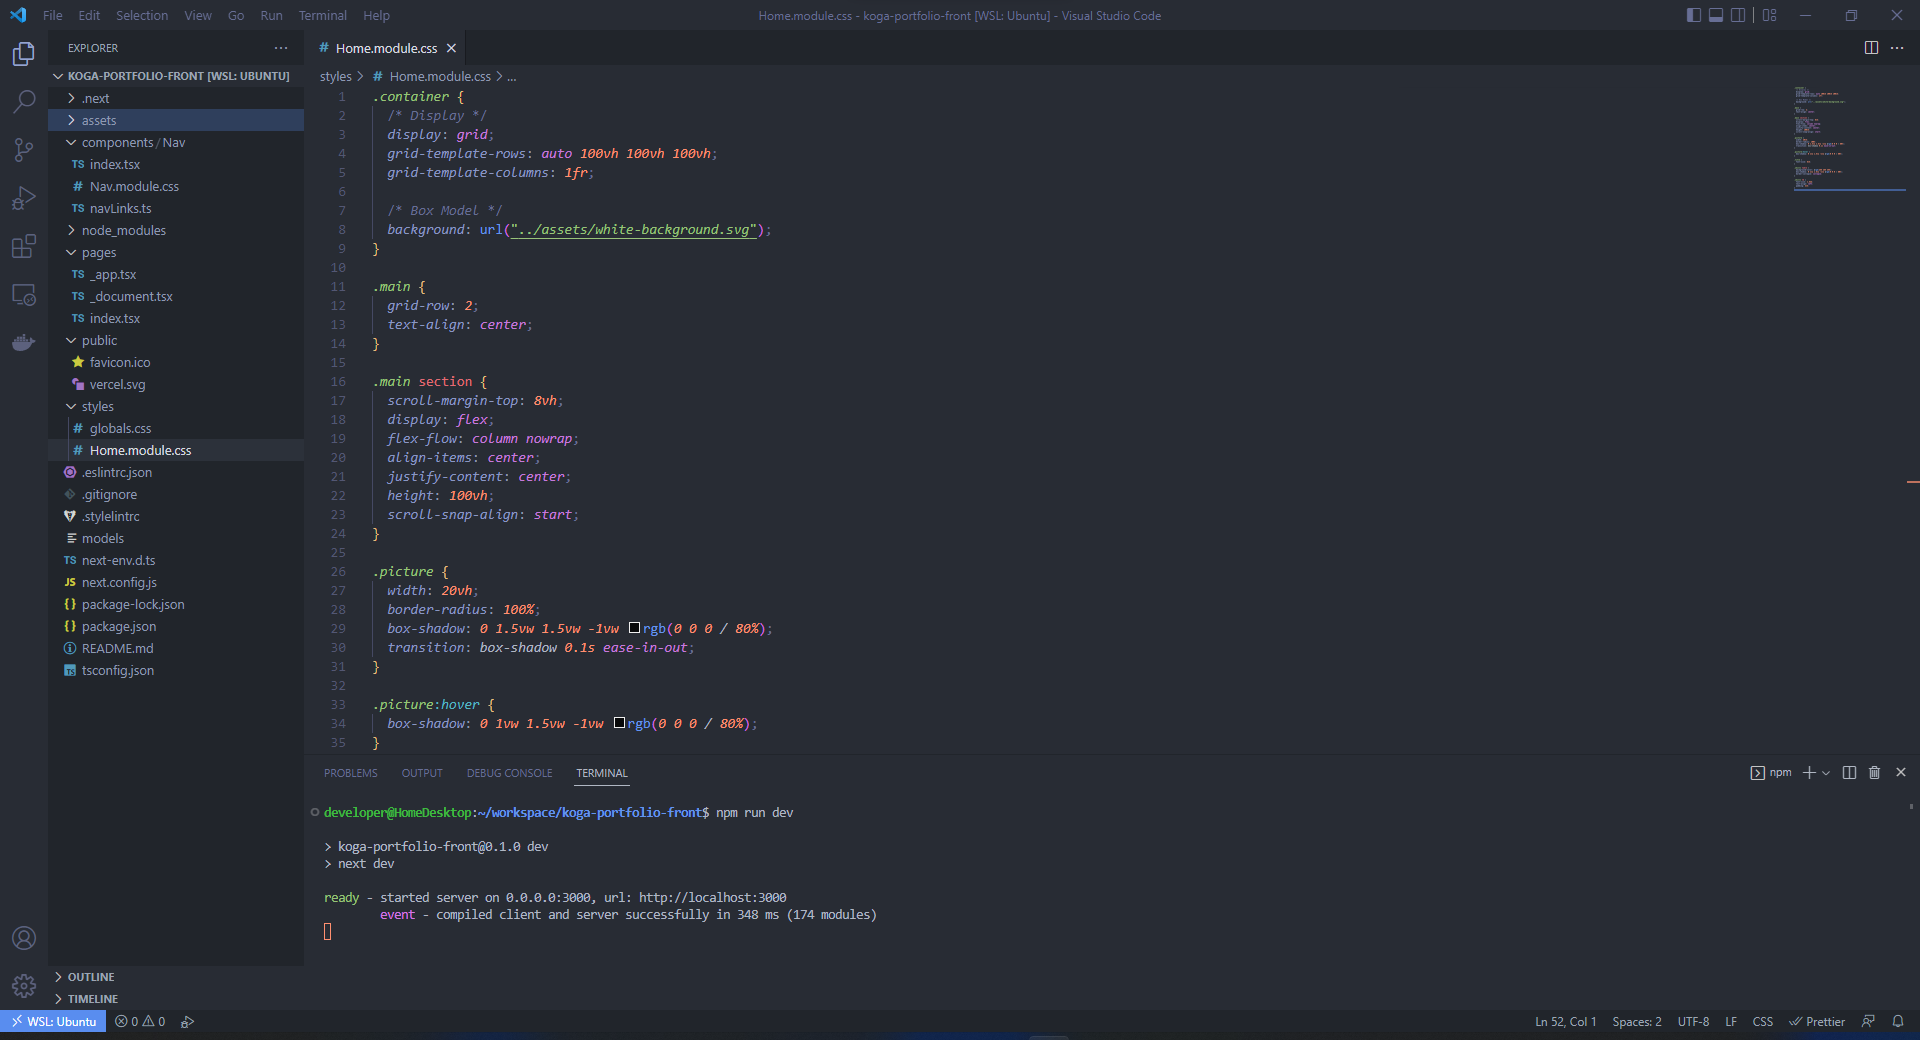 File Edit Selection View Go Run Terminal Help
Home.module.css - koga-portfolio-front [WSL: Ubuntu] - Visual Studio Code
EXPLORER
KOGA-PORTFOLIO-FRONT [WSL: UBUNTU]
.next
assets
components / Nav
TS index.tsx
# Nav.module.css
TS navLinks.ts
node_modules
pages
TS _app.tsx
TS _document.tsx
TS index.tsx
public
favicon.ico
vercel.svg
styles
# globals.css
# Home.module.css
.eslintrc.json
.gitignore
.stylelintrc
models
TS next-env.d.ts
JS next.config.js
{} package-lock.json
{} package.json
README.md
TS tsconfig.json
OUTLINE
TIMELINE
# Home.module.css
styles > # Home.module.css > ...
1 .container {
2 /* Display */
3 display: grid;
4 grid-template-rows: auto 100vh 100vh 100vh;
5 grid-template-columns: 1fr;
6
7 /* Box Model */
8 background: url("../assets/white-background.svg");
9 }
10
11 .main {
12 grid-row: 2;
13 text-align: center;
14 }
15
16 .main section {
17 scroll-margin-top: 8vh;
18 display: flex;
19 flex-flow: column nowrap;
20 align-items: center;
21 justify-content: center;
22 height: 100vh;
23 scroll-snap-align: start;
24 }
25
26 .picture {
27 width: 20vh;
28 border-radius: 100%;
29 box-shadow: 0 1.5vw 1.5vw -1vw rgb(0 0 0 / 80%);
30 transition: box-shadow 0.1s ease-in-out;
31 }
32
33 .picture:hover {
34 box-shadow: 0 1vw 1.5vw -1vw rgb(0 0 0 / 80%);
35 }
PROBLEMS OUTPUT DEBUG CONSOLE TERMINAL
npm
developer@HomeDesktop:~/workspace/koga-portfolio-front$ npm run dev
> koga-portfolio-front@0.1.0 dev
> next dev
ready - started server on 0.0.0.0:3000, url: http://localhost:3000
event - compiled client and server successfully in 348 ms (174 modules)
WSL: Ubuntu 0 0
Ln 52, Col 1 Spaces: 2 UTF-8 LF CSS Prettier